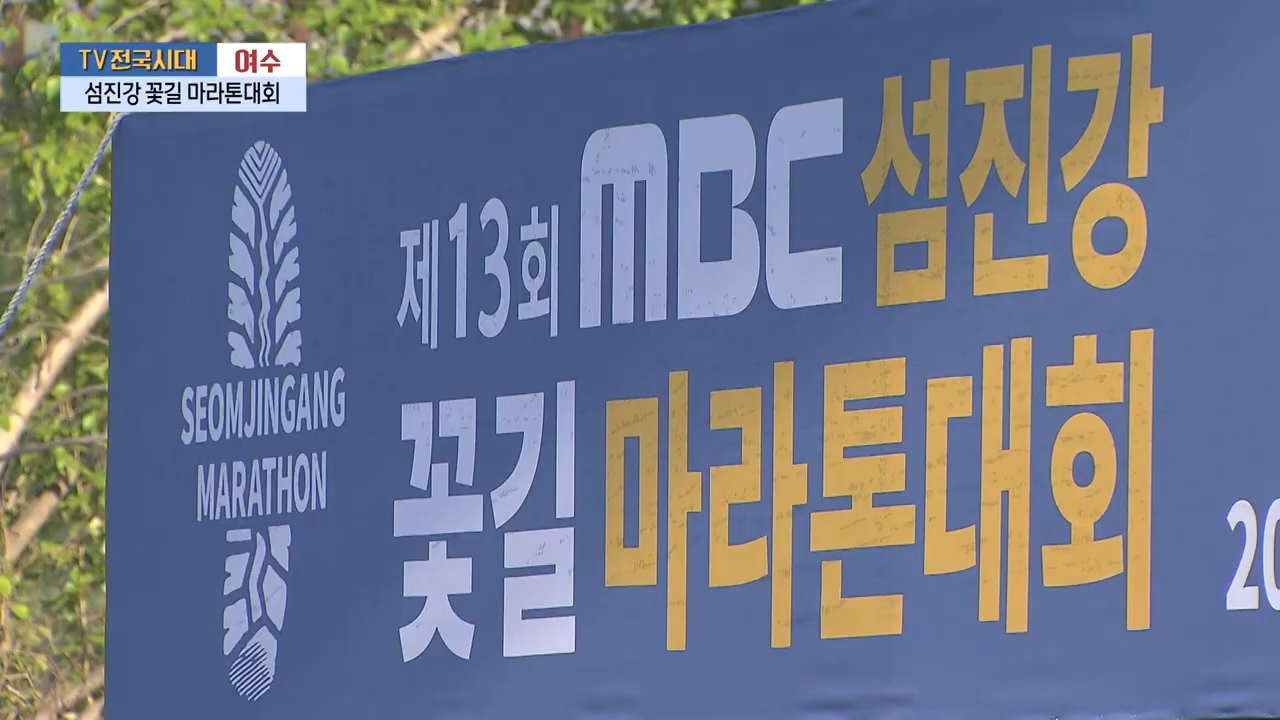 TV전국시대 여수
섬진강 꽃길 마라톤대회
제13회 MBC 섬진강
꽃길 마라톤대회
SEOMJINGANG
MARATHON
20